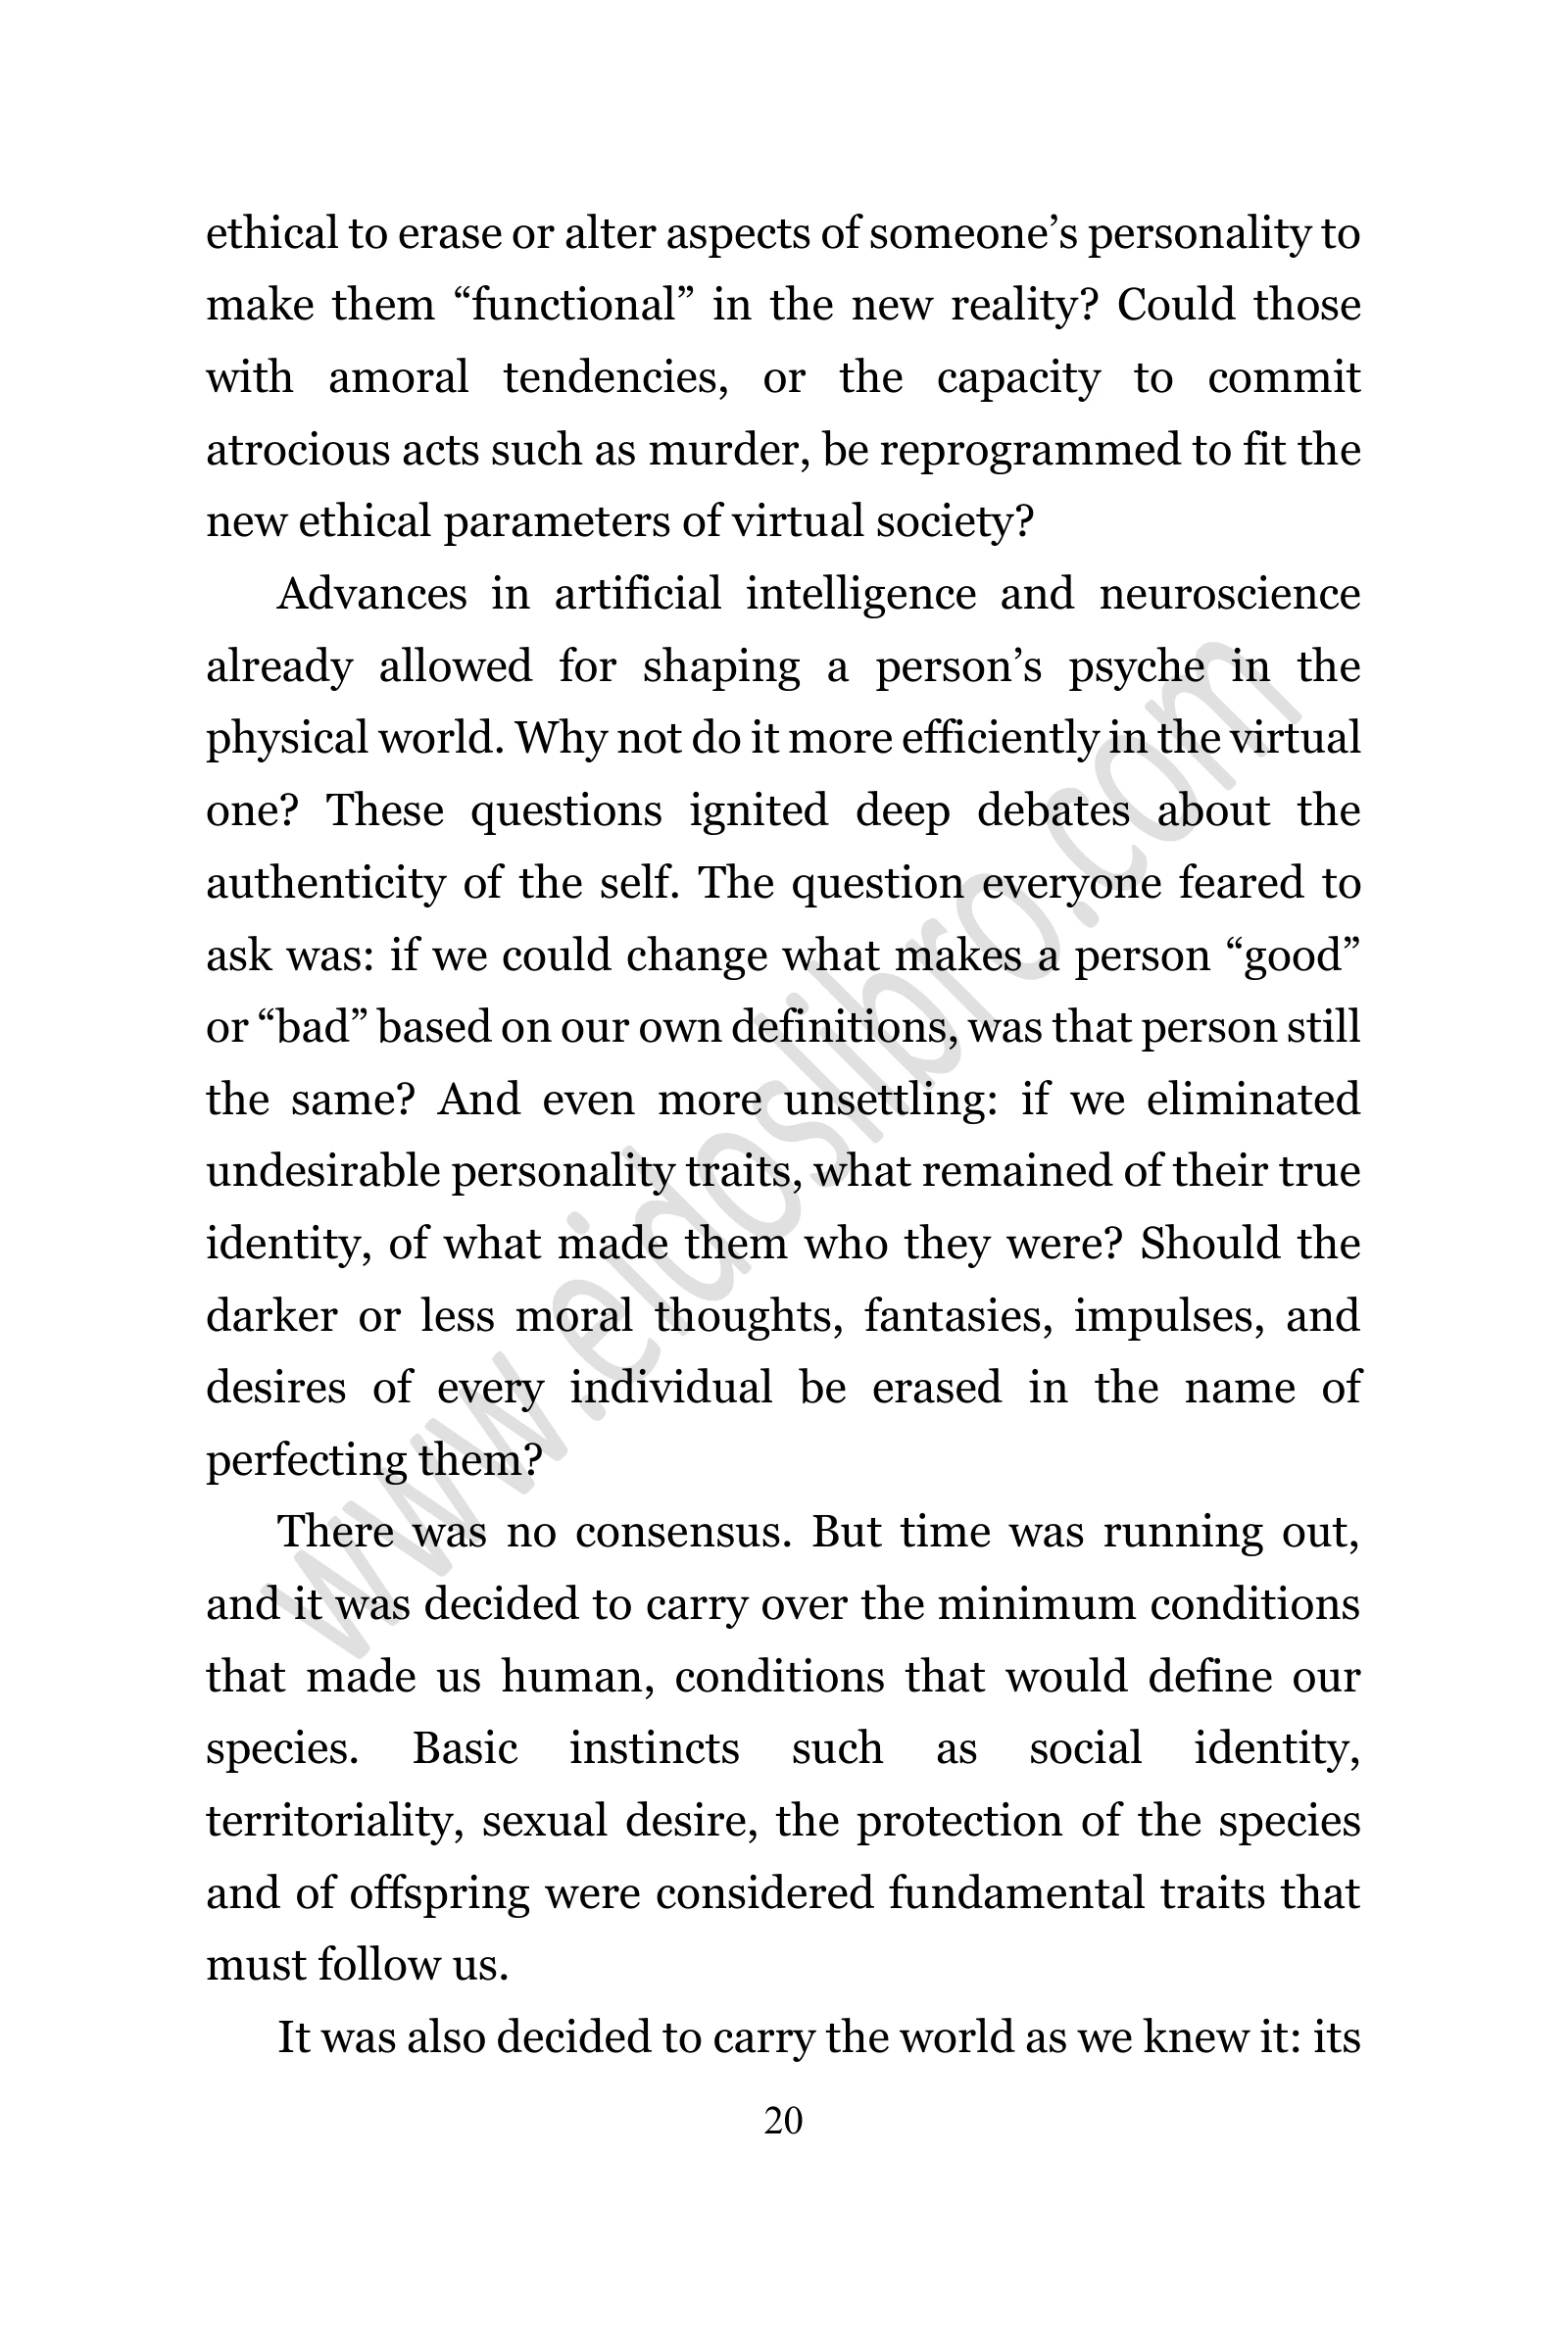 ethical to erase or alter aspects of someone’s personality to
make them “functional” in the new reality? Could those
with amoral tendencies, or the capacity to commit
atrocious acts such as murder, be reprogrammed to fit the
new ethical parameters of virtual society?
Advances in artificial intelligence and neuroscience
already allowed for shaping a person’s psyche in the
physical world. Why not do it more efficiently in the virtual
one? These questions ignited deep debates about the
authenticity of the self. The question everyone feared to
ask was: if we could change what makes a person “good”
or “bad” based on our own definitions, was that person still
the same? And even more unsettling: if we eliminated
undesirable personality traits, what remained of their true
identity, of what made them who they were? Should the
darker or less moral thoughts, fantasies, impulses, and
desires of every individual be erased in the name of
perfecting them?
There was no consensus. But time was running out,
and it was decided to carry over the minimum conditions
that made us human, conditions that would define our
species. Basic instincts such as social identity,
territoriality, sexual desire, the protection of the species
and of offspring were considered fundamental traits that
must follow us.
It was also decided to carry the world as we knew it: its
20
www.eidoslibro.com